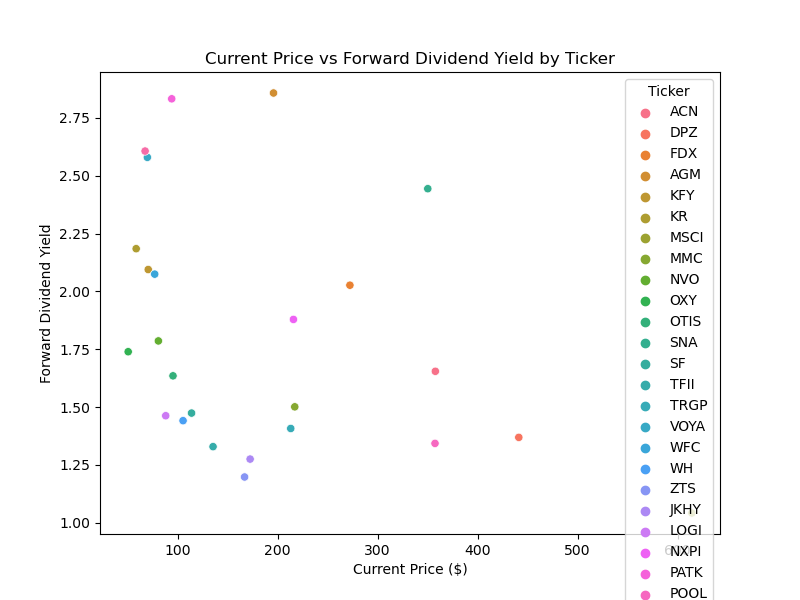 Current Price vs Forward Dividend Yield by Ticker
Ticker
ACN
DPZ
FDX
AGM
KFY
KR
MSCI
MMC
NVO
OXY
OTIS
SNA
SF
TFII
TRGP
VOYA
WFC
WH
ZTS
JKHY
LOGI
NXPI
PATK
POOL
Forward Dividend Yield
2.75
2.50
2.25
2.00
1.75
1.50
1.25
1.00
100
200
300
400
500
Current Price ($)